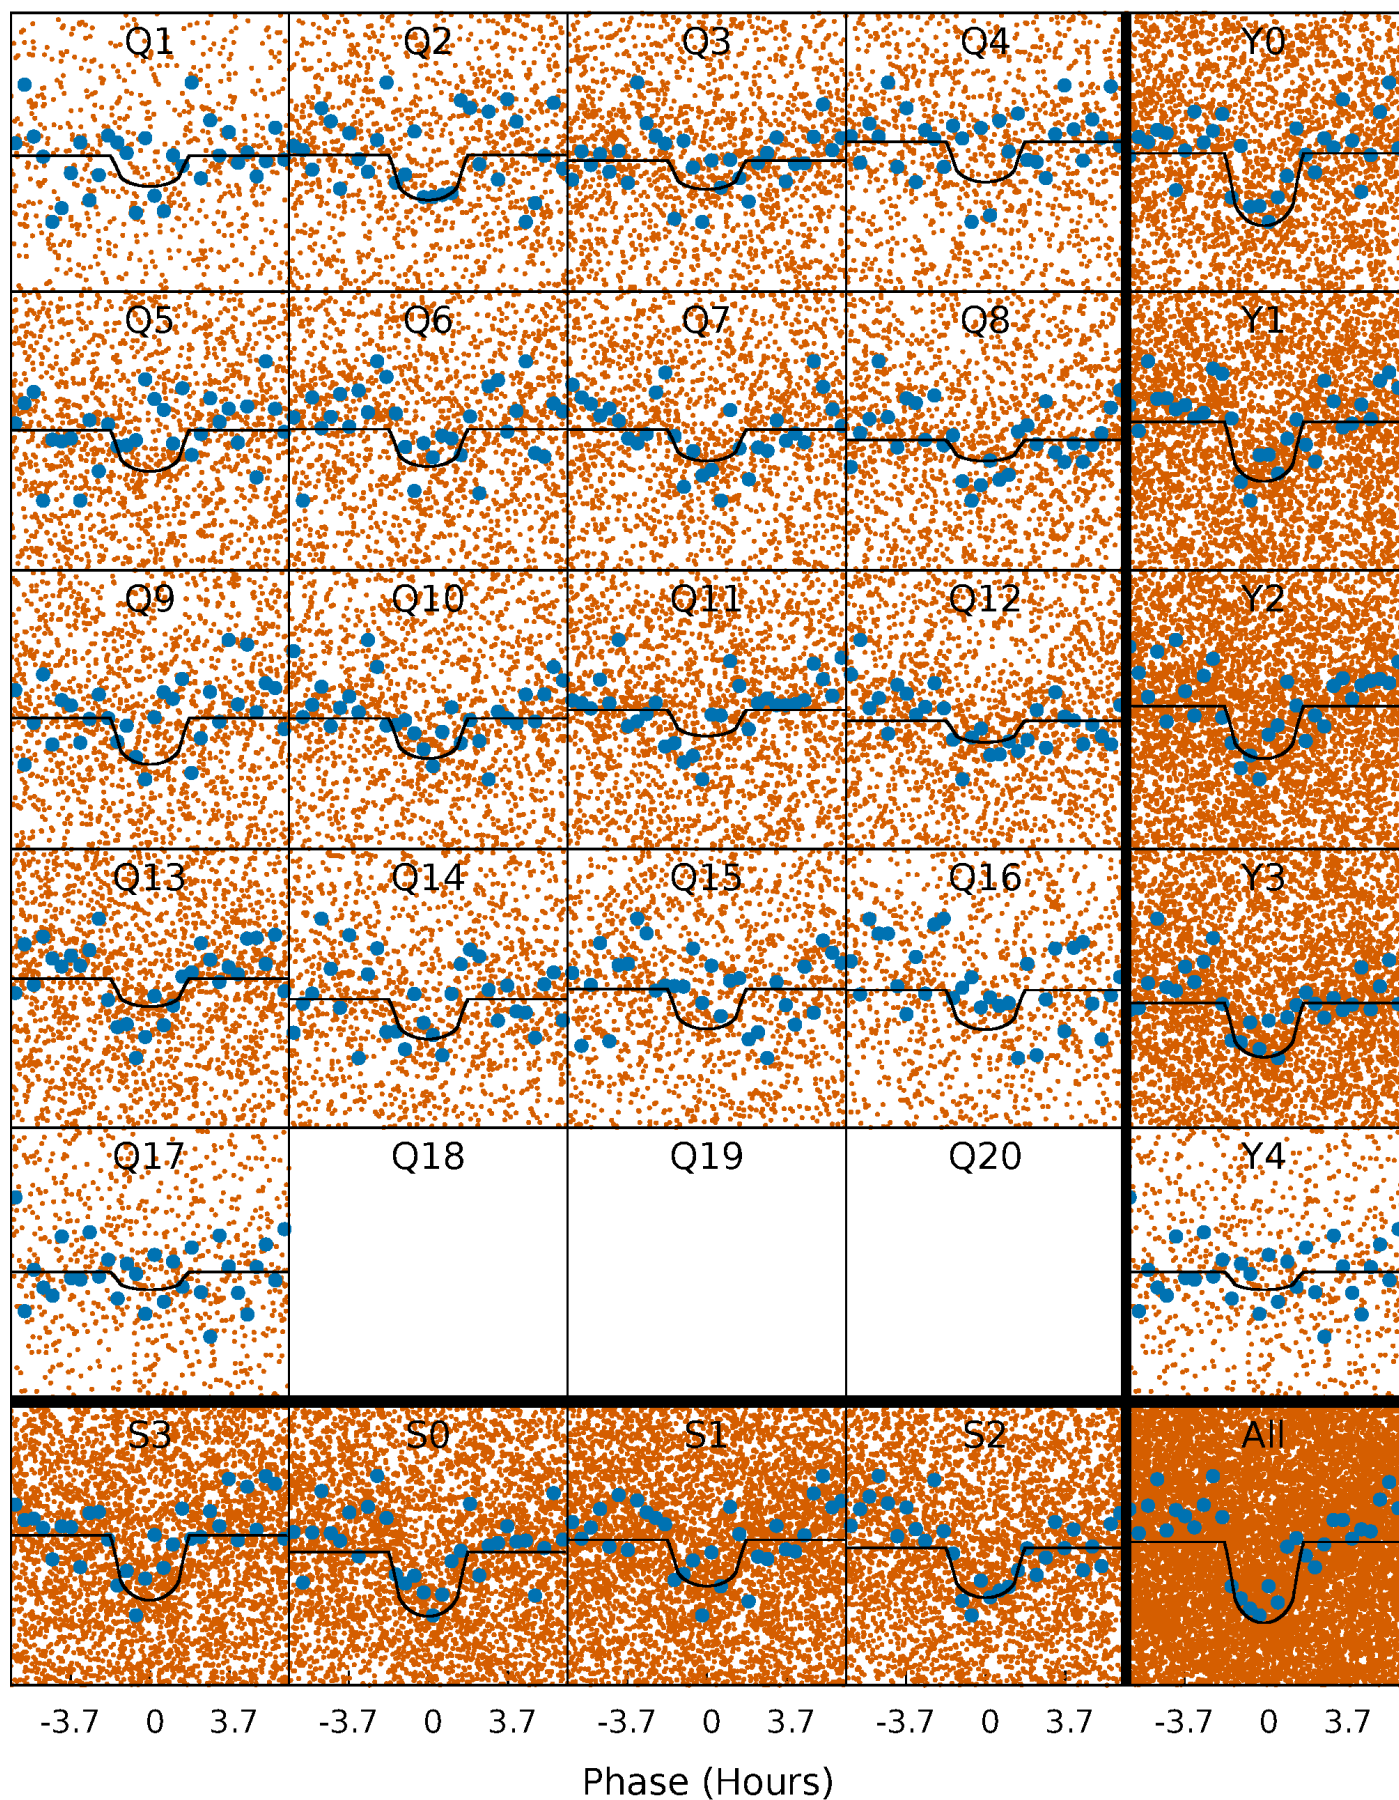 Q1 Q2 Q3 Q4 Y0
Q5 Q6 Q7 Q8 Y1
Q9 Q10 Q11 Q12 Y2
Q13 Q14 Q15 Q16 Y3
Q17 Q18 Q19 Q20 Y4
S3 S0 S1 S2 All
-3.7 0 3.7 -3.7 0 3.7 -3.7 0 3.7 -3.7 0 3.7 -3.7 0 3.7
Phase (Hours)